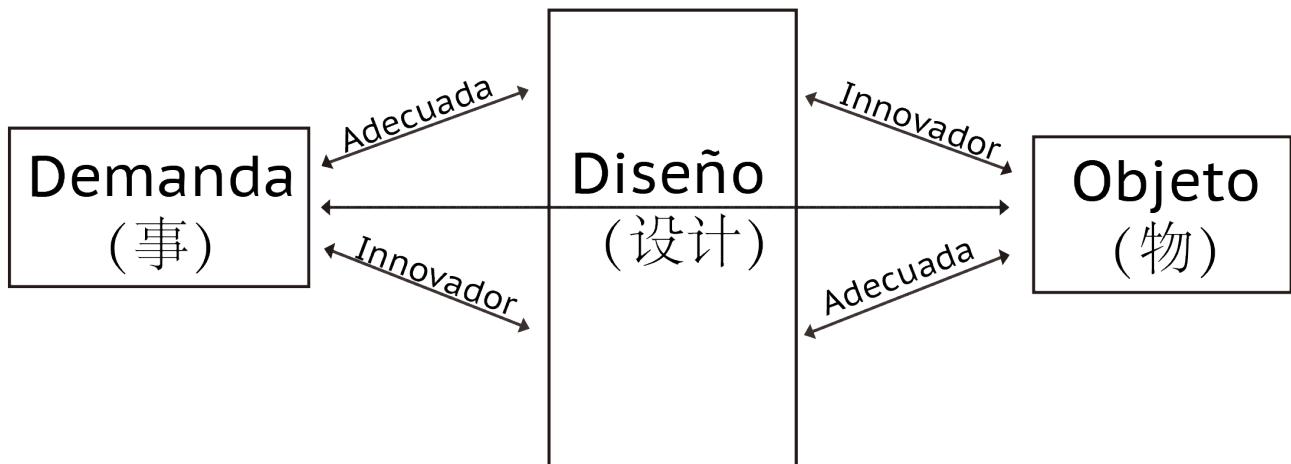 Adecuada
Innovador
Demanda
(事)
Diseño
(设计)
Objeto
(物)
Innovador
Adecuada